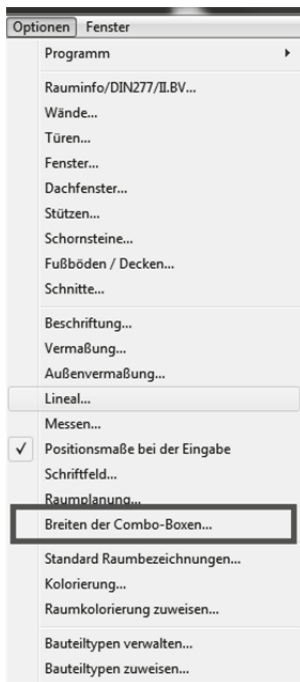 Optionen Fenster
Programm
Rauminfo/DIN277/II.BV...
Wände...
Türen...
Fenster...
Dachfenster...
Stützen...
Schornsteine...
Fußböden / Decken...
Schnitte...
Beschriftung...
Vermaßung...
Außenvermaßung...
Lineal...
Messen...
Positionsmaße bei der Eingabe
Schriftfeld...
Raumplanung...
Breiten der Combo-Boxen...
Standard Raumbezeichnungen...
Kolorierung...
Raumkolorierung zuweisen...
Bauteiltypen verwalten...
Bauteiltypen zuweisen...